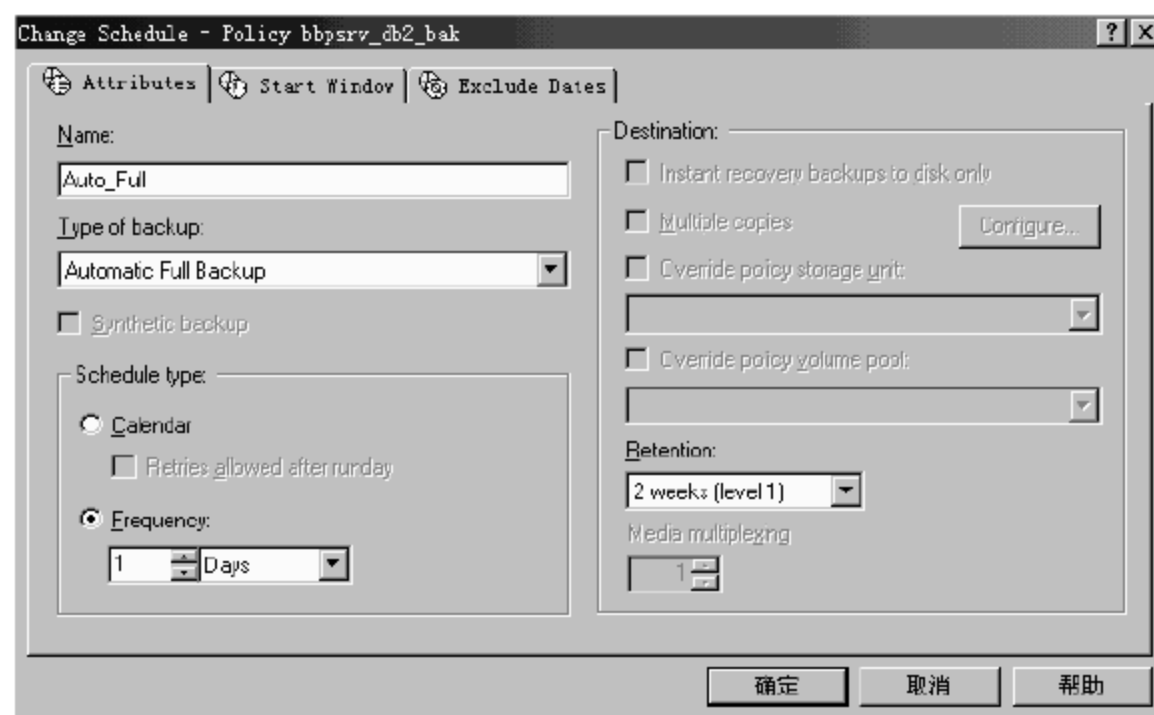 Change Schedule - Policy bbpsrv_db2_bak
Attributes
Start Window
Exclude Dates
Name:
Auto_Full
Type of backup:
Automatic Full Backup
Synthetic backup
Schedule type:
Calendar
Retries allowed after runday
Frequency:
1
Days
Destination:
Instant recovery backups to disk only
Multiple copies
Configure...
Override policy storage unit:
Override policy volume pool:
Retention:
2 weeks (level 1)
Media multiplexing
1
确定
取消
帮助